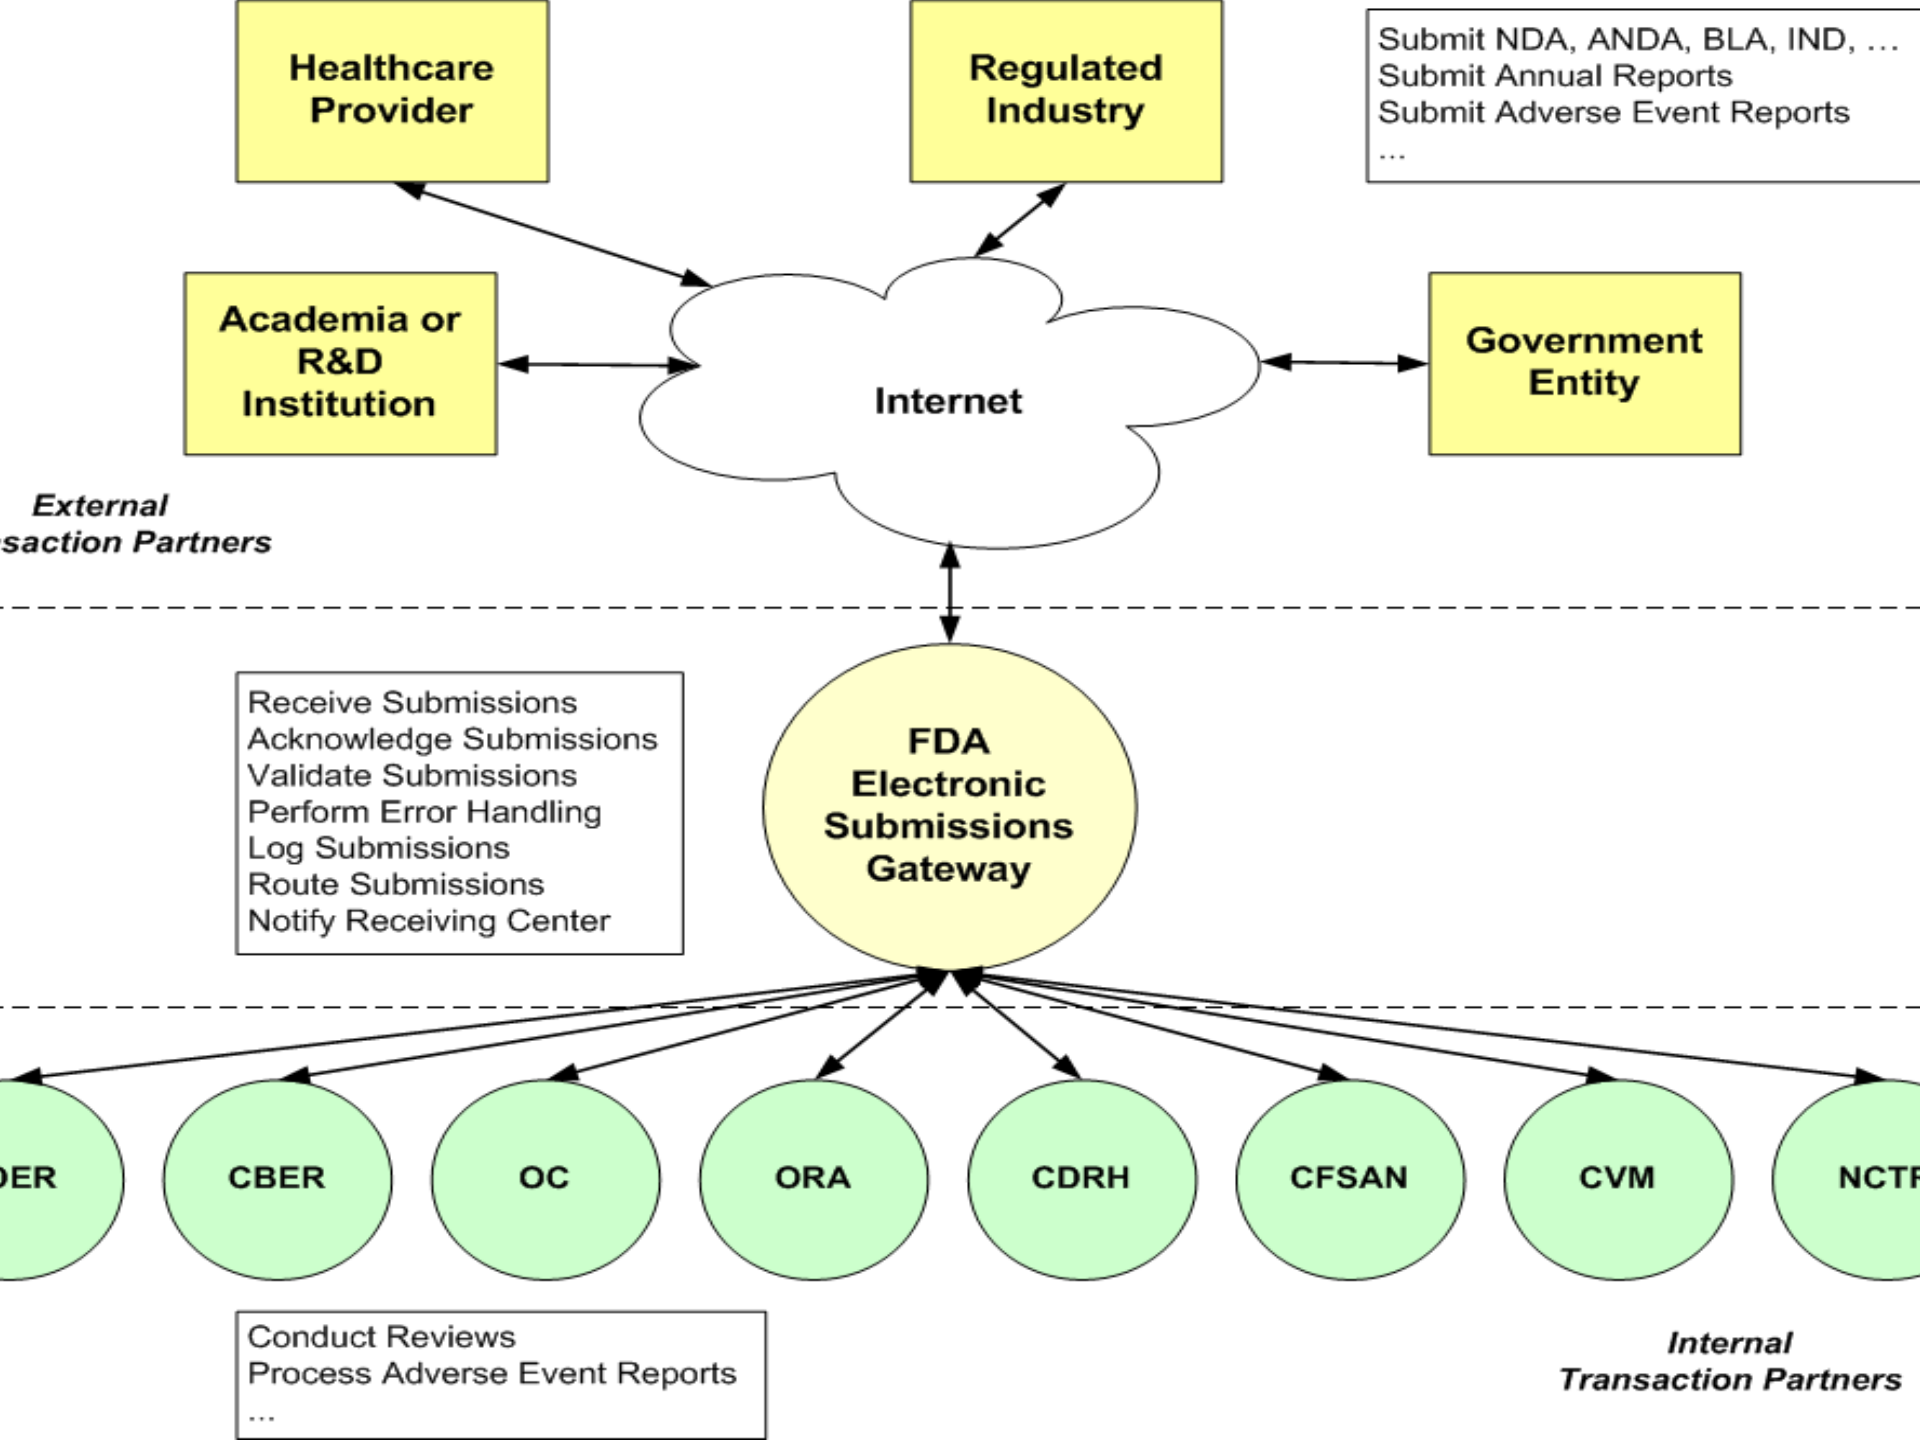 Healthcare
Provider
Regulated
Industry
Submit NDA, ANDA, BLA, IND, ...
Submit Annual Reports
Submit Adverse Event Reports
...
Academia or
R&D
Institution
Internet
Government
Entity
External
saction Partners
Receive Submissions
Acknowledge Submissions
Validate Submissions
Perform Error Handling
Log Submissions
Route Submissions
Notify Receiving Center
FDA
Electronic
Submissions
Gateway
DER
CBER
OC
ORA
CDRH
CFSAN
CVM
NCTR
Conduct Reviews
Process Adverse Event Reports
...
Internal
Transaction Partners